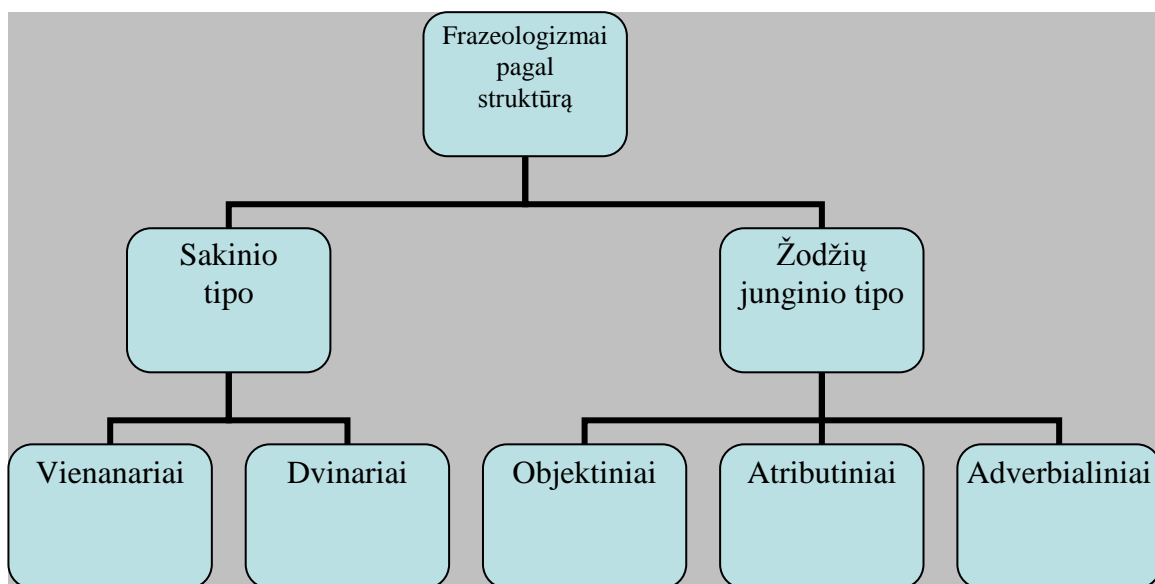 Frazeologizmai
pagal
struktūrą
Sakinio
tipo
Žodžių
junginio tipo
Vienanariai
Dvinariai
Objektiniai
Atributiniai
Adverbialiniai